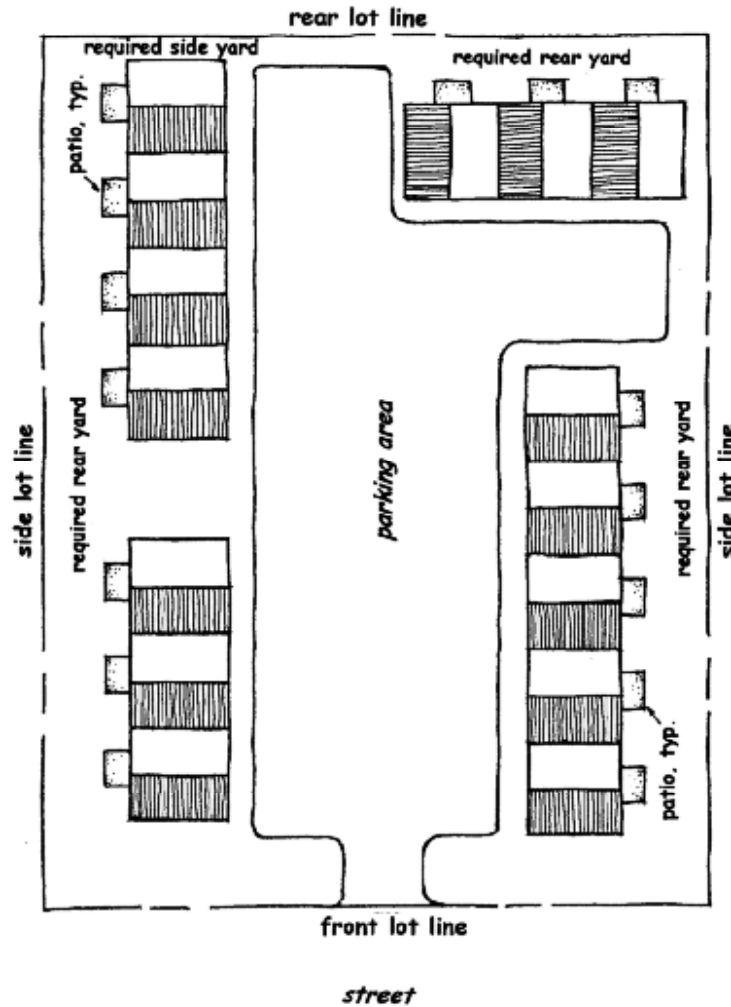 rear lot line
required side yard
required rear yard
patio, typ.
parking area
side lot line
required rear yard
required rear yard
side lot line
patio, typ.
front lot line
street